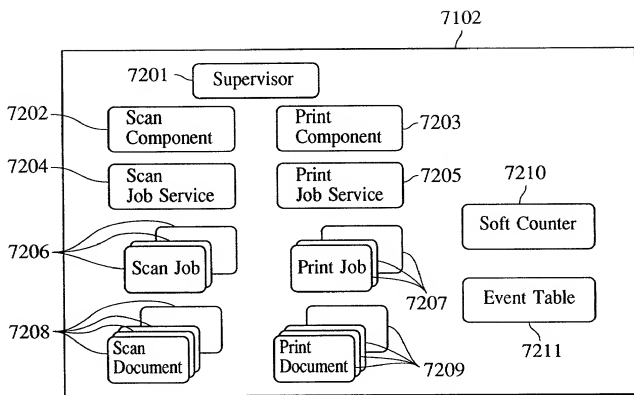 7102
7201
Supervisor
7202
Scan
Component
Print
Component
7203
7204
Scan
Job Service
Print
Job Service
7205
7210
Soft Counter
7206
Scan Job
Print Job
7207
Event Table
7211
7208
Scan
Document
Print
Document
7209